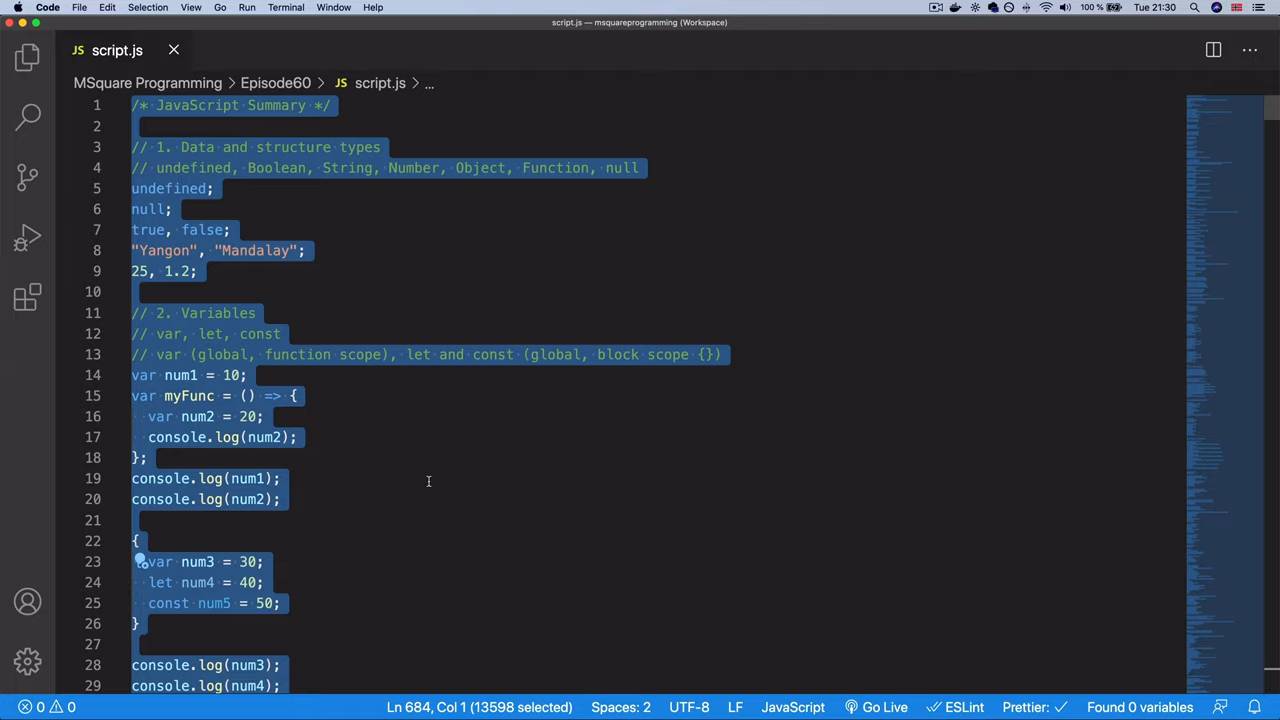 Code File Edit Selection View Go Run Terminal Window Help 100 % Tue 21:30
script.js — msquareprogramming (Workspace)
JS script.js
MSquare Programming > Episode60 > JS script.js > ...
1 /* JavaScript Summary */
2
3 // 1. Data and structure types
4 // undefined, Boolean, String, Number, Object, Function, null
5 undefined;
6 null;
7 true, false;
8 "Yangon", "Mandalay";
9 25, 1.2;
10
11 // 2. Variables
12 // var, let, const
13 // var (global, function scope), let and const (global, block scope {})
14 var num1 = 10;
15 var myFunc = () => {
16 var num2 = 20;
17 console.log(num2);
18 };
19 console.log(num1);
20 console.log(num2);
21
22 {
23 var num3 = 30;
24 let num4 = 40;
25 const num5 = 50;
26 }
27
28 console.log(num3);
29 console.log(num4);
0 0 Ln 684, Col 1 (13598 selected) Spaces: 2 UTF-8 LF JavaScript Go Live ESLint Prettier: Found 0 variables